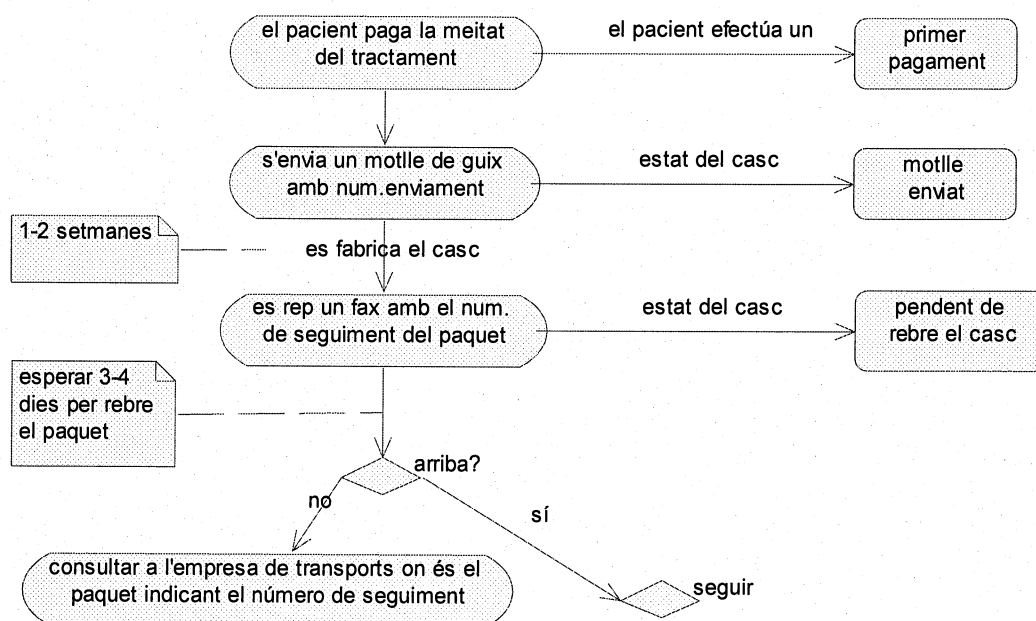 el pacient paga la meitat
del tractament
el pacient efectúa un
primer
pagament
s'envia un motlle de guix
amb num.enviament
estat del casc
motlle
enviat
1-2 setmanes
es fabrica el casc
es rep un fax amb el num.
de seguiment del paquet
estat del casc
pendent de
rebre el casc
esperar 3-4
dies per rebre
el paquet
arriba?
no
sí
consultar a l'empresa de transports on és el
paquet indicant el número de seguiment
seguir